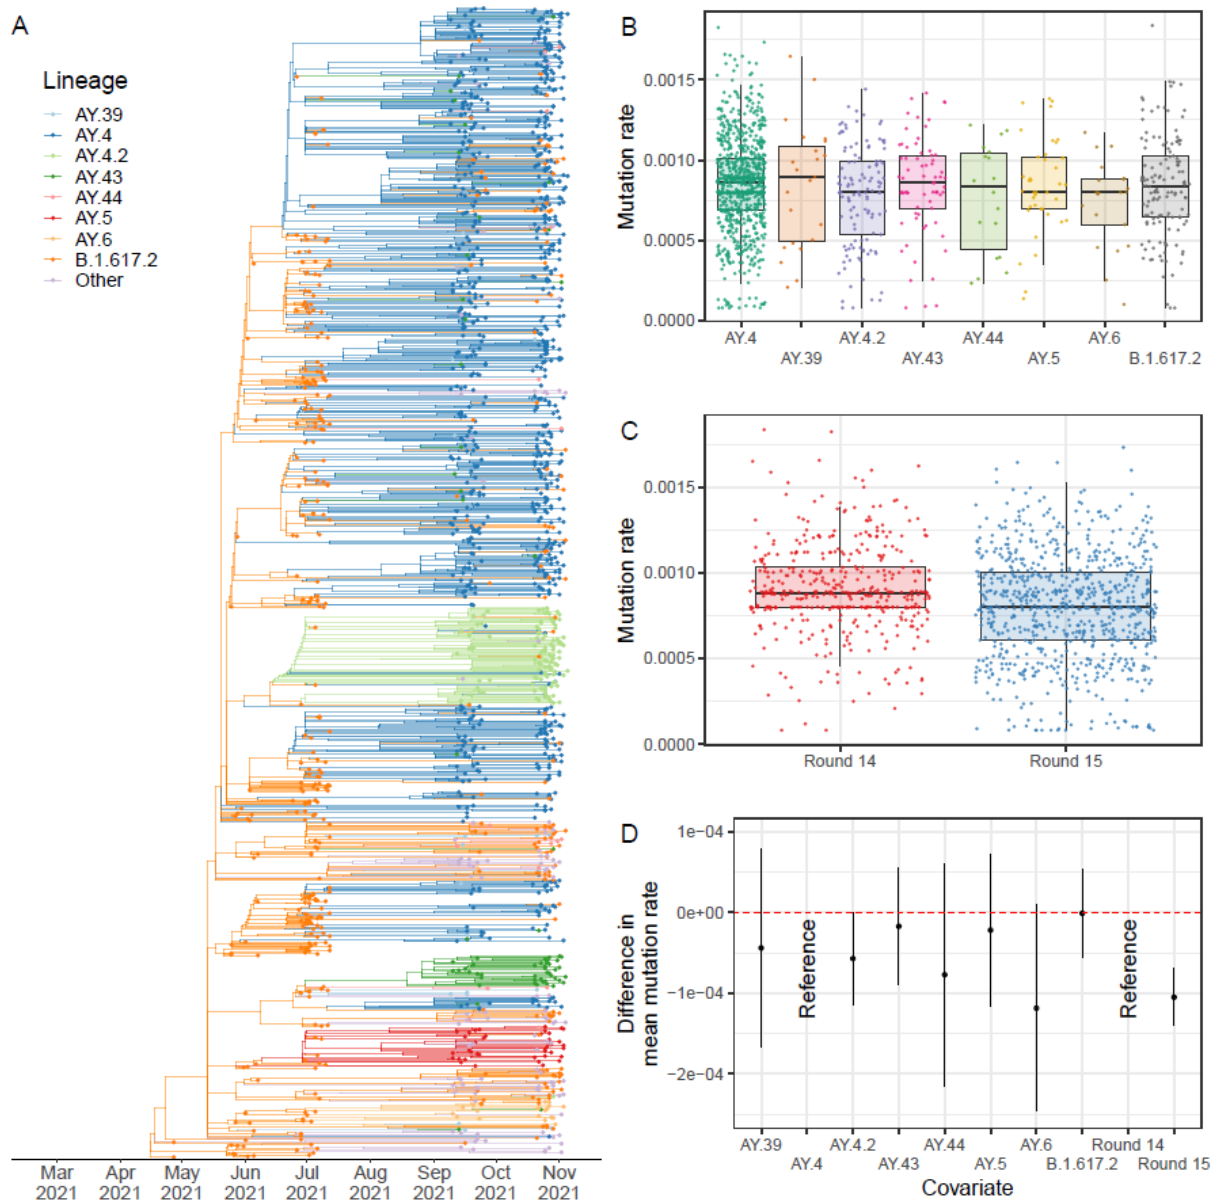 A
Lineage
AY.39
AY.4
AY.4.2
AY.43
AY.44
AY.5
AY.6
B.1.617.2
Other
Mar Apr May Jun Jul Aug Sep Oct Nov
2021 2021 2021 2021 2021 2021 2021 2021 2021
B
Mutation rate
0.0015
0.0010
0.0005
0.0000
AY.4 AY.4.2 AY.44 AY.6
AY.39 AY.43 AY.5 B.1.617.2
C
Mutation rate
0.0015
0.0010
0.0005
0.0000
Round 14 Round 15
D
Difference in
mean mutation rate
1e−04
0e+00
−1e−04
−2e−04
Reference
Reference
AY.39 AY.4.2 AY.44 AY.6 Round 14
AY.4 AY.43 AY.5 B.1.617.2 Round 15
Covariate